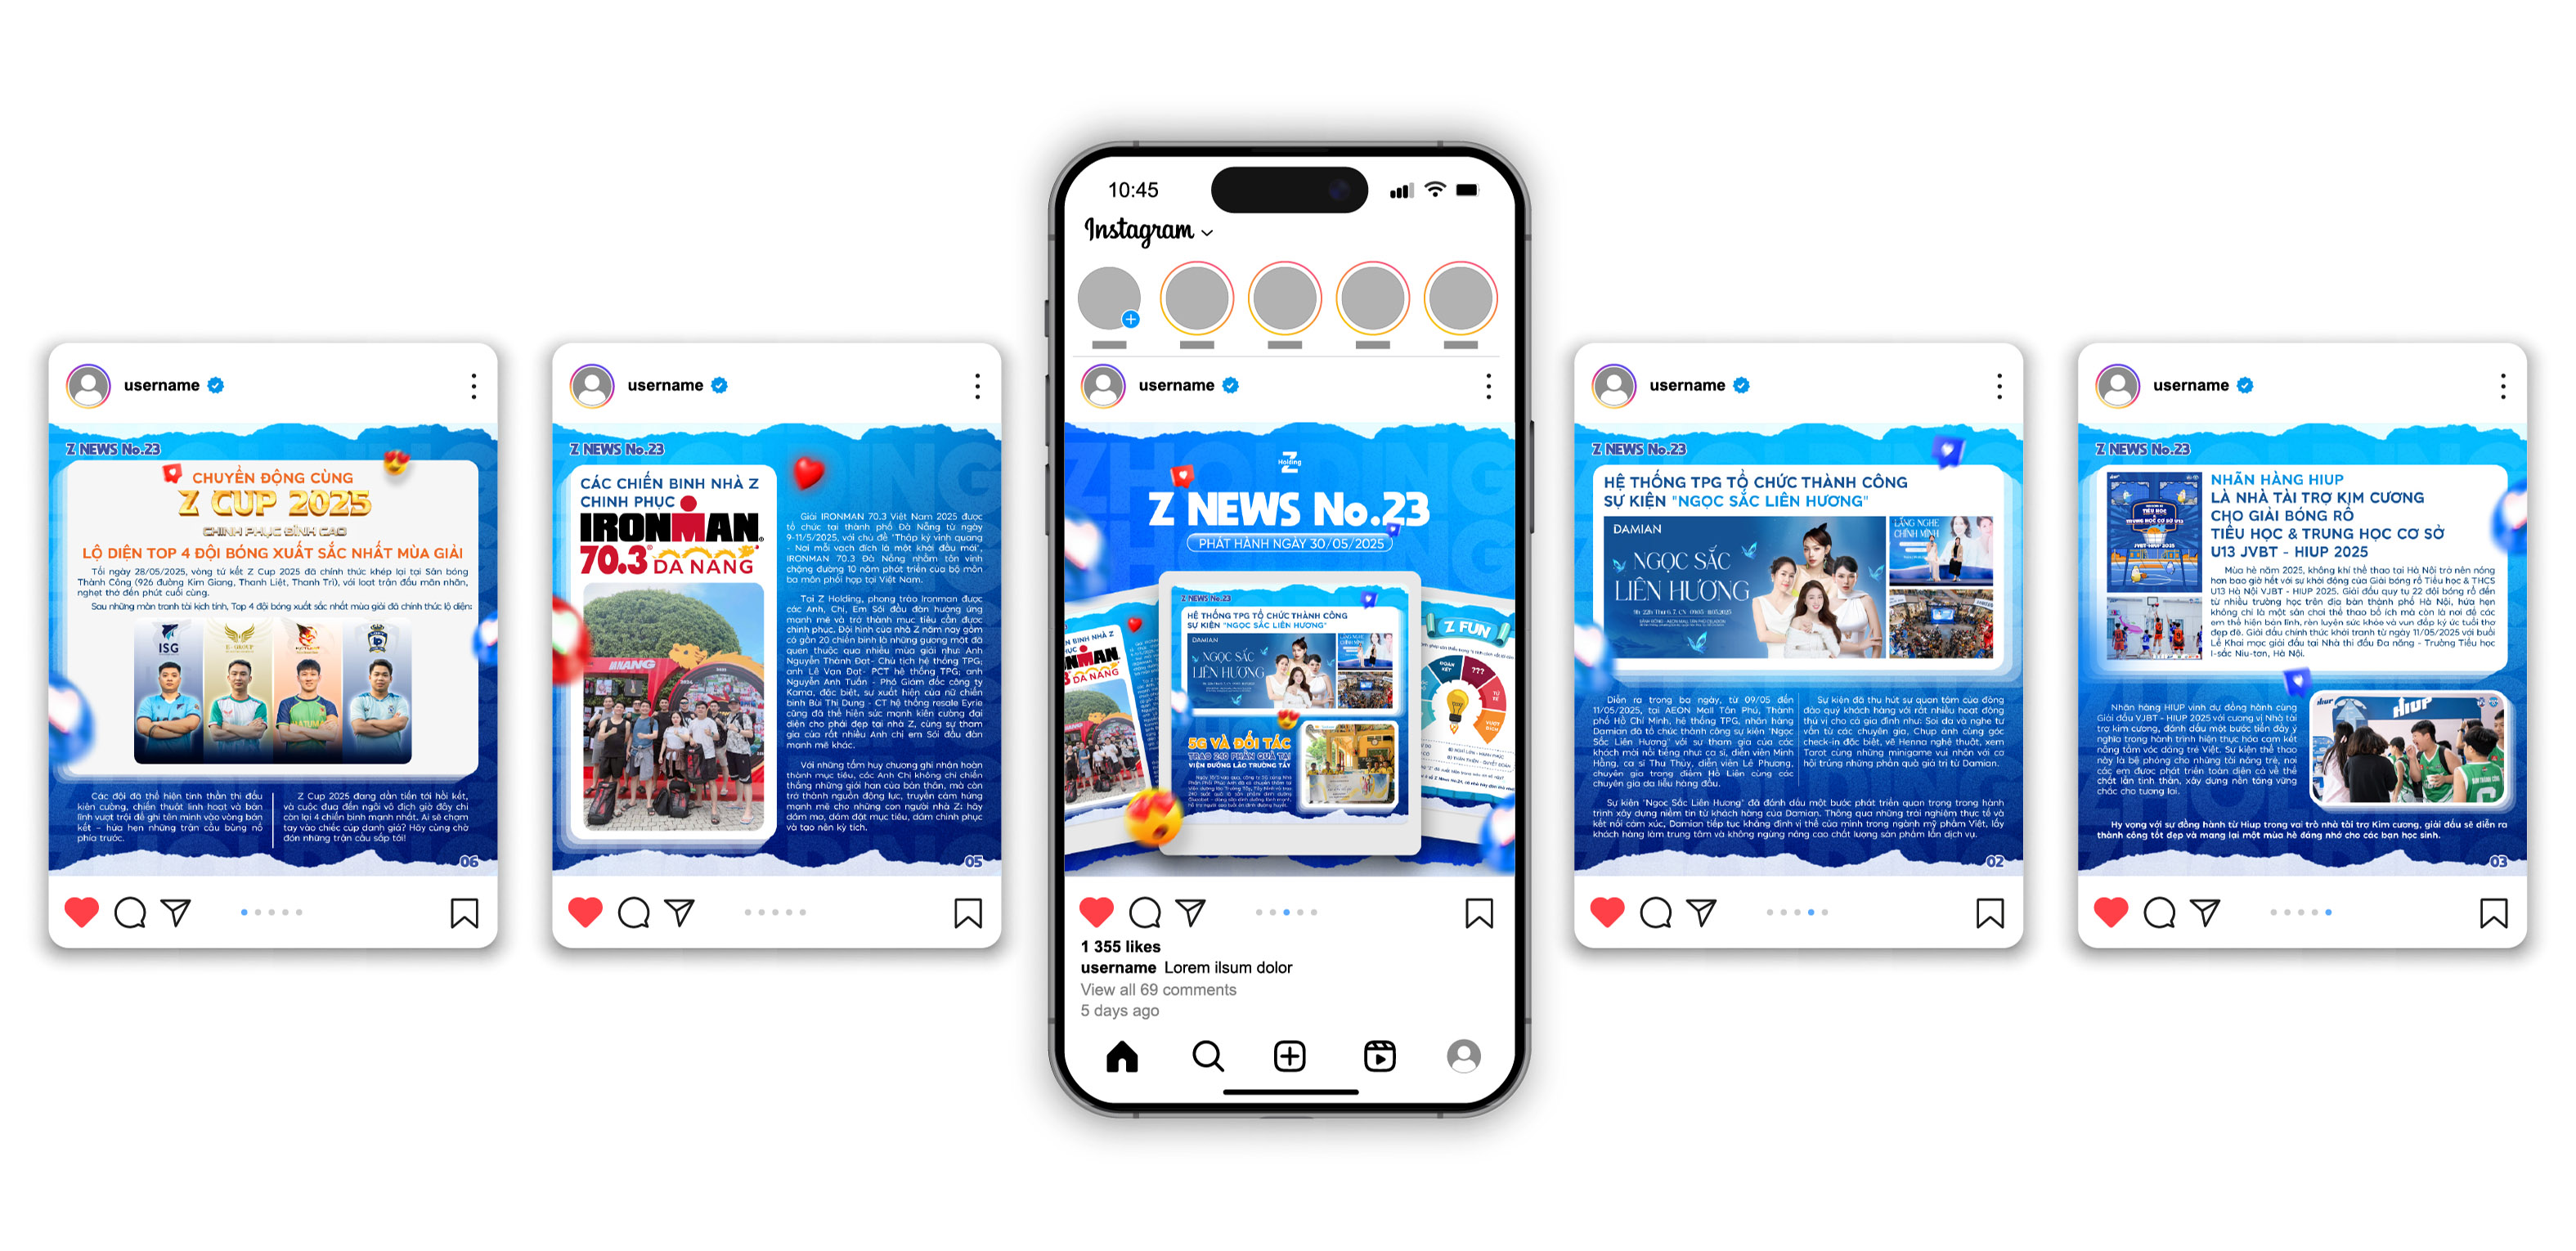 username
Z NEWS No.23
CHUYỂN ĐỘNG CÙNG
Z CUP 2025
CHINH PHỤC ĐỈNH CAO
LỘ DIỆN TOP 4 ĐỘI BÓNG XUẤT SẮC NHẤT MÙA GIẢI
Tối ngày 28/05/2025, vòng tứ kết Z Cup 2025 đã chính thức khép lại tại Sân bóng
Thành Công (926 đường Kim Giang, Thanh Liệt, Thanh Trì), với loạt trận đấu mãn nhãn,
nghẹt thở đến phút cuối cùng.
Sau những màn tranh tài kịch tính, Top 4 đội bóng xuất sắc nhất mùa giải đã chính thức lộ diện:
ISG
E-GROUP
Các đội đã thể hiện tinh thần thi đấu
kiên cường, chiến thuật linh hoạt và bản
lĩnh vượt trội để ghi tên mình vào vòng bán
kết – hứa hẹn những trận cầu bùng nổ
phía trước.
Z Cup 2025 đang dần tiến tới hồi kết,
và cuộc đua đến ngôi vô địch giờ đây chỉ
còn lại 4 chiến binh mạnh nhất. Ai sẽ chạm
tay vào chiếc cúp danh giá? Hãy cùng chờ
đón những trận cầu sắp tới!
06
username
Z NEWS No.23
CÁC CHIẾN BINH NHÀ Z
CHINH PHỤC
IRONMAN
70.3 DA NANG
Giải IRONMAN 70.3 Việt Nam 2025 được
tổ chức tại thành phố Đà Nẵng từ ngày
9-11/5/2025, với chủ đề "Thập kỷ vinh quang
- Nơi mỗi vạch đích là một khởi đầu mới",
IRONMAN 70.3 Đà Nẵng nhằm tôn vinh
chặng đường 10 năm phát triển của bộ môn
ba môn phối hợp tại Việt Nam.
Tại Z Holding, phong trào Ironman được
các Anh, Chị, Em Sói đầu đàn hưởng ứng
mạnh mẽ và trở thành mục tiêu cần được
chinh phục. Đội hình của nhà Z năm nay gồm
có gần 20 chiến binh là những gương mặt đã
quen thuộc qua nhiều mùa giải như: Anh
Nguyễn Thành Đạt- Chủ tịch hệ thống TPG;
anh Lê Văn Đạt- PCT hệ thống TPG; anh
Nguyễn Anh Tuấn - Phó Giám đốc công ty
Kama, đặc biệt, sự xuất hiện của nữ chiến
binh Bùi Thị Dung - CT hệ thống resale Eyrie
cũng đã thể hiện sức mạnh kiên cường đại
diện cho phái đẹp tại nhà Z, cùng sự tham
gia của rất nhiều Anh chị em Sói đầu đàn
mạnh mẽ khác.
Với những tấm huy chương ghi nhận hoàn
thành mục tiêu, các Anh Chị không chỉ chiến
thắng những giới hạn của bản thân, mà còn
trở thành nguồn động lực, truyền cảm hứng
mạnh mẽ cho những con người nhà Z: hãy
dám mơ, dám đặt mục tiêu, dám chinh phục
và tạo nên kỳ tích.
05
10:45
Instagram
username
Z
Holding
Z NEWS No.23
PHÁT HÀNH NGÀY 30/05/2025
Z NEWS No.23
HỆ THỐNG TPG TỔ CHỨC THÀNH CÔNG
SỰ KIỆN "NGỌC SẮC LIÊN HƯƠNG"
DAMIAN
NGỌC SẮC
LIÊN HƯƠNG
5G VÀ ĐỐI TÁC
TRAO 240 PHẦN QUÀ TẠI
VIỆN DƯỠNG LÃO TRƯỜNG TÂY
Z FUN
???
1 355 likes
username Lorem ilsum dolor
View all 69 comments
5 days ago
username
Z NEWS No.23
HỆ THỐNG TPG TỔ CHỨC THÀNH CÔNG
SỰ KIỆN "NGỌC SẮC LIÊN HƯƠNG"
DAMIAN
NGỌC SẮC
LIÊN HƯƠNG
LẮNG NGHE
CHÍNH MÌNH
Diễn ra trong ba ngày, từ 09/05 đến
11/05/2025, tại AEON Mall Tân Phú, Thành
phố Hồ Chí Minh, hệ thống TPG, nhãn hàng
Damian đã tổ chức thành công sự kiện "Ngọc
Sắc Liên Hương" với sự tham gia của các
khách mời nổi tiếng như: ca sĩ, diễn viên Minh
Hằng, ca sĩ Thu Thủy, diễn viên Lê Phương,
chuyên gia trang điểm Hồ Liên cùng các
chuyên gia da liễu hàng đầu.
Sự kiện đã thu hút sự quan tâm của đông
đảo quý khách hàng với rất nhiều hoạt động
thú vị cho cả gia đình như: Soi da và nghe tư
vấn từ các chuyên gia, Chụp ảnh cùng góc
check-in đặc biệt, vẽ Henna nghệ thuật, xem
Tarot cùng những minigame vui nhộn với cơ
hội trúng những phần quà giá trị từ Damian.
Sự kiện "Ngọc Sắc Liên Hương" đã đánh dấu một bước phát triển quan trọng trong hành
trình xây dựng niềm tin từ khách hàng của Damian. Thông qua những trải nghiệm thực tế và
kết nối cảm xúc, Damian tiếp tục khẳng định vị thế của mình trong ngành mỹ phẩm Việt, lấy
khách hàng làm trung tâm và không ngừng nâng cao chất lượng sản phẩm lẫn dịch vụ.
02
username
Z NEWS No.23
NHÃN HÀNG HIUP
LÀ NHÀ TÀI TRỢ KIM CƯƠNG
CHO GIẢI BÓNG RỔ
TIỂU HỌC & TRUNG HỌC CƠ SỞ
U13 JVBT - HIUP 2025
Mùa hè năm 2025, không khí thể thao tại Hà Nội trở nên nóng
hơn bao giờ hết với sự khởi động của Giải bóng rổ Tiểu học & THCS
U13 Hà Nội VJBT - HIUP 2025. Giải đấu quy tụ 22 đội bóng rổ đến
từ nhiều trường học trên địa bàn thành phố Hà Nội, hứa hẹn
không chỉ là một sân chơi thể thao bổ ích mà còn là nơi để các
em thể hiện bản lĩnh, rèn luyện sức khỏe và vun đắp ký ức tuổi thơ
đẹp đẽ. Giải đấu chính thức khởi tranh từ ngày 11/05/2025 với buổi
Lễ Khai mạc giải đấu tại Nhà thi đấu Đa năng - Trường Tiểu học
I-sắc Niu-tơn, Hà Nội.
Nhãn hàng HIUP vinh dự đồng hành cùng
Giải đấu VJBT - HIUP 2025 với cương vị Nhà tài
trợ kim cương, đánh dấu một bước tiến đầy ý
nghĩa trong hành trình hiện thực hóa cam kết
nâng tầm vóc dáng trẻ Việt. Sự kiện thể thao
này là bệ phóng cho những tài năng trẻ, nơi
các em được phát triển toàn diện cả về thể
chất lẫn tinh thần, xây dựng nền tảng vững
chắc cho tương lai.
HIUP
Hy vọng với sự đồng hành từ Hiup trong vai trò nhà tài trợ Kim cương, giải đấu sẽ diễn ra
thành công tốt đẹp và mang lại một mùa hè đáng nhớ cho các bạn học sinh.
03